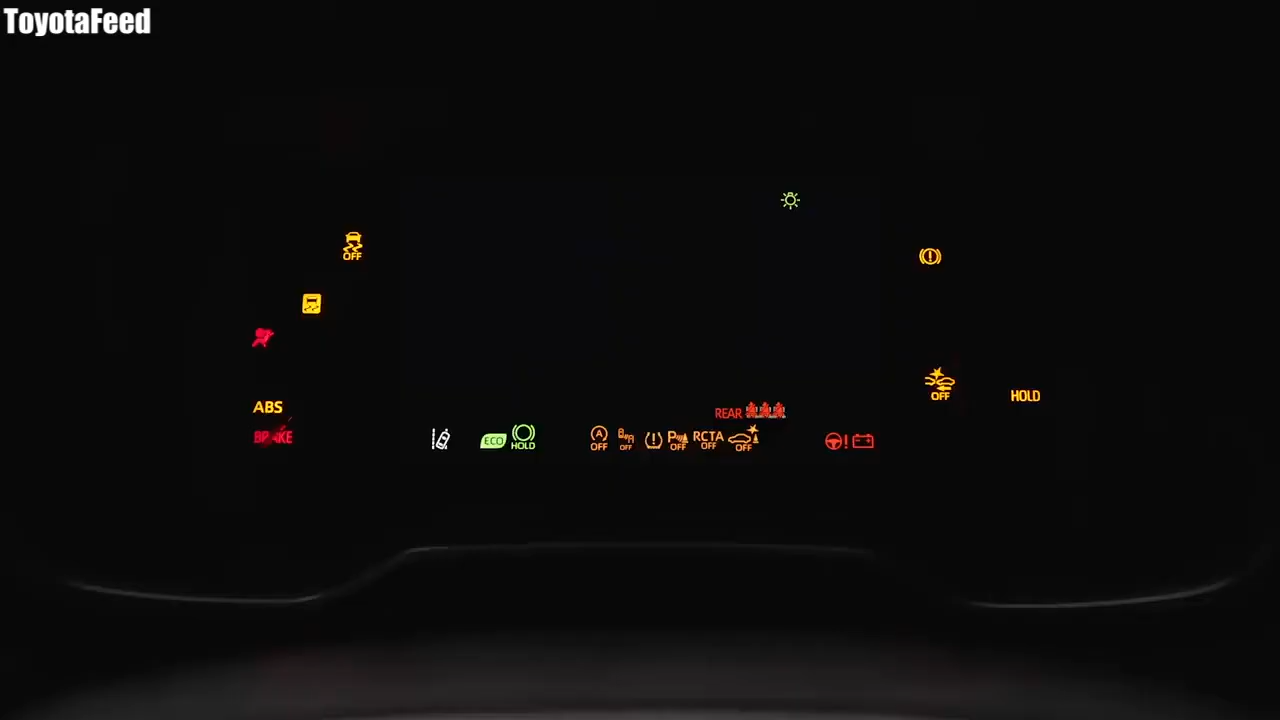 ToyotaFeed
OFF
ABS
BRAKE
OFF
HOLD
REAR
ECO HOLD
A OFF OFF P OFF RCTA OFF OFF